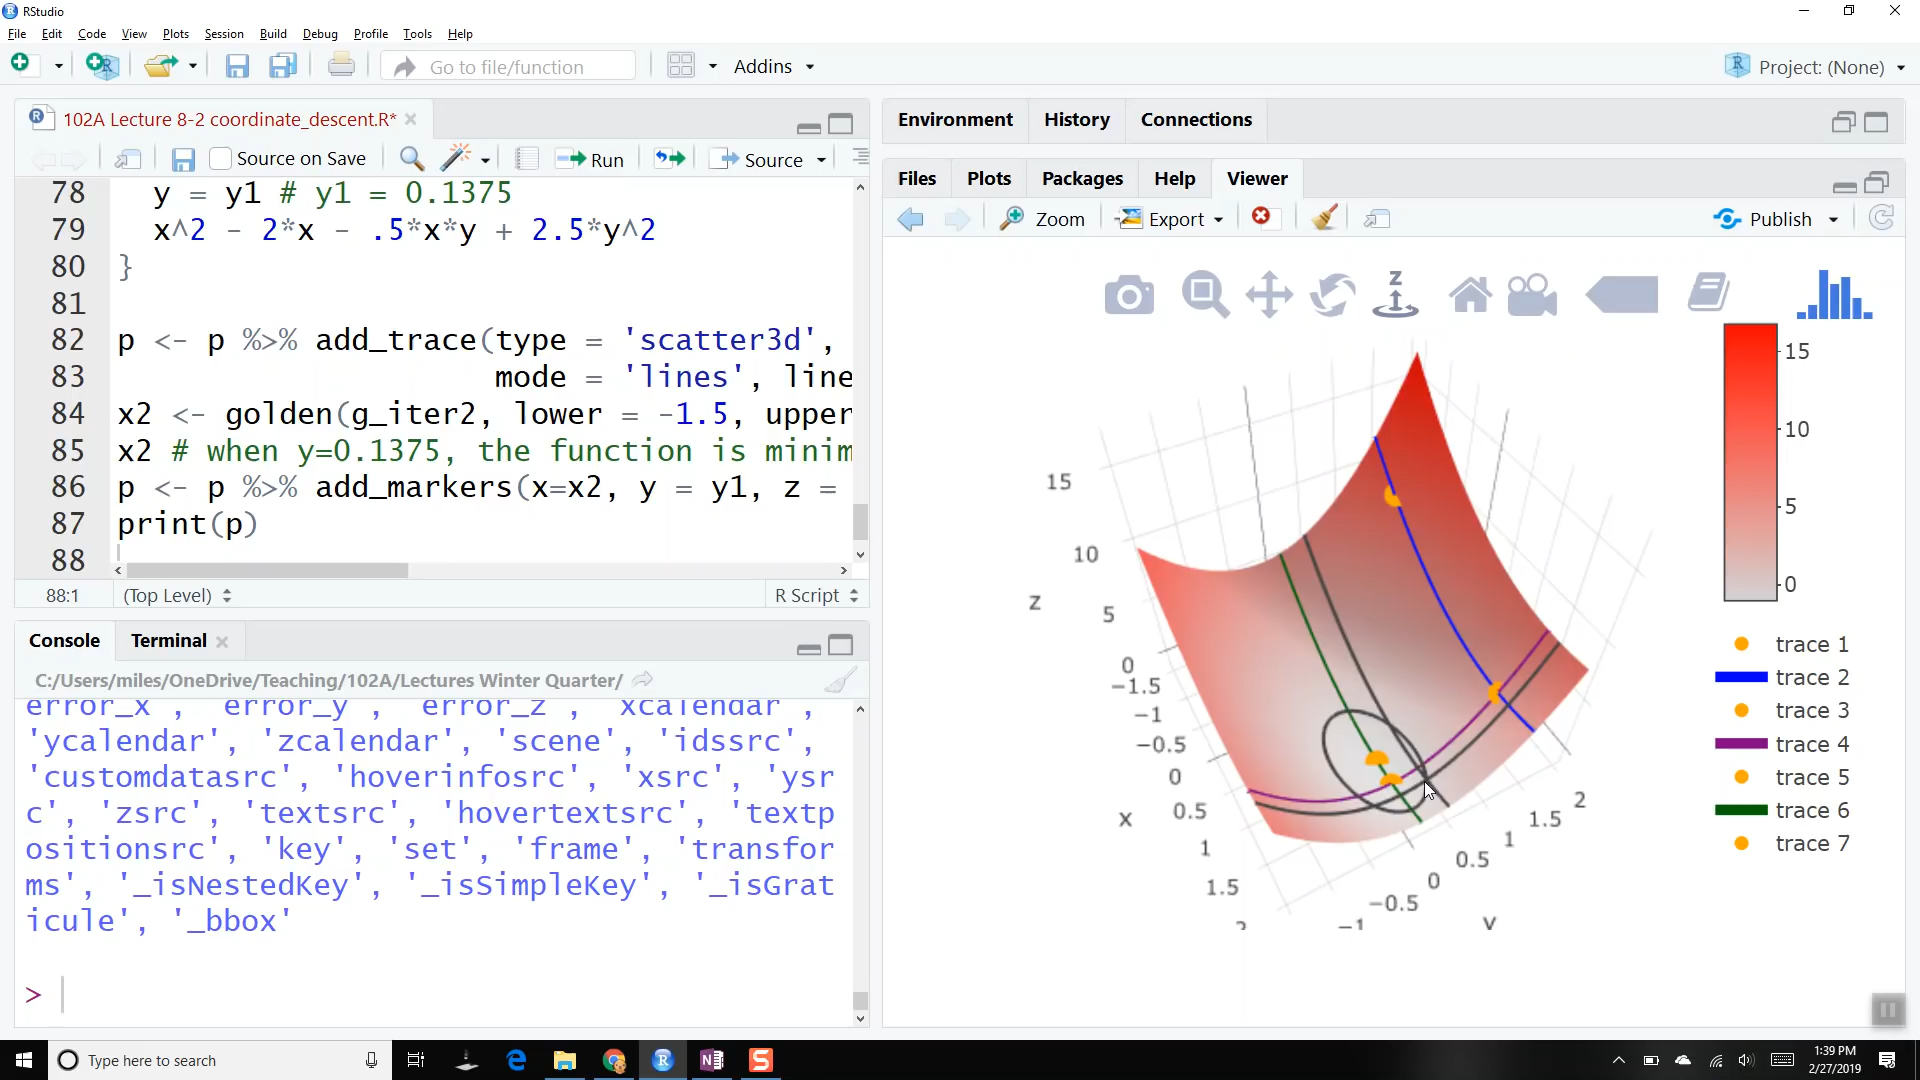 RStudio
File Edit Code View Plots Session Build Debug Profile Tools Help
Go to file/function Addins Project: (None)
102A Lecture 8-2 coordinate_descent.R*
Source on Save Run Source
78 y = y1 # y1 = 0.1375
79 x^2 - 2*x - .5*x*y + 2.5*y^2
80 }
81
82 p <- p %>% add_trace(type = 'scatter3d',
83 mode = 'lines', line
84 x2 <- golden(g_iter2, lower = -1.5, upper
85 x2 # when y=0.1375, the function is minim
86 p <- p %>% add_markers(x=x2, y = y1, z =
87 print(p)
88
88:1 (Top Level) R Script
Console Terminal
C:/Users/miles/OneDrive/Teaching/102A/Lectures Winter Quarter/
error_x', 'error_y', 'error_z', 'xcalendar',
'ycalendar', 'zcalendar', 'scene', 'idssrc',
'customdatasrc', 'hoverinfosrc', 'xsrc', 'ysr
c', 'zsrc', 'textsrc', 'hovertextsrc', 'textp
ositionsrc', 'key', 'set', 'frame', 'transfor
ms', '_isNestedKey', '_isSimpleKey', '_isGrat
icule', '_bbox'
>
Environment History Connections
Files Plots Packages Help Viewer
Zoom Export Publish
z
15
10
5
0
z
−1.5
−1
−0.5
0
0.5
1
1.5
2
x
−1
−0.5
0
0.5
1
1.5
2
y
15
10
5
0
trace 1
trace 2
trace 3
trace 4
trace 5
trace 6
trace 7
Type here to search
1:39 PM
2/27/2019